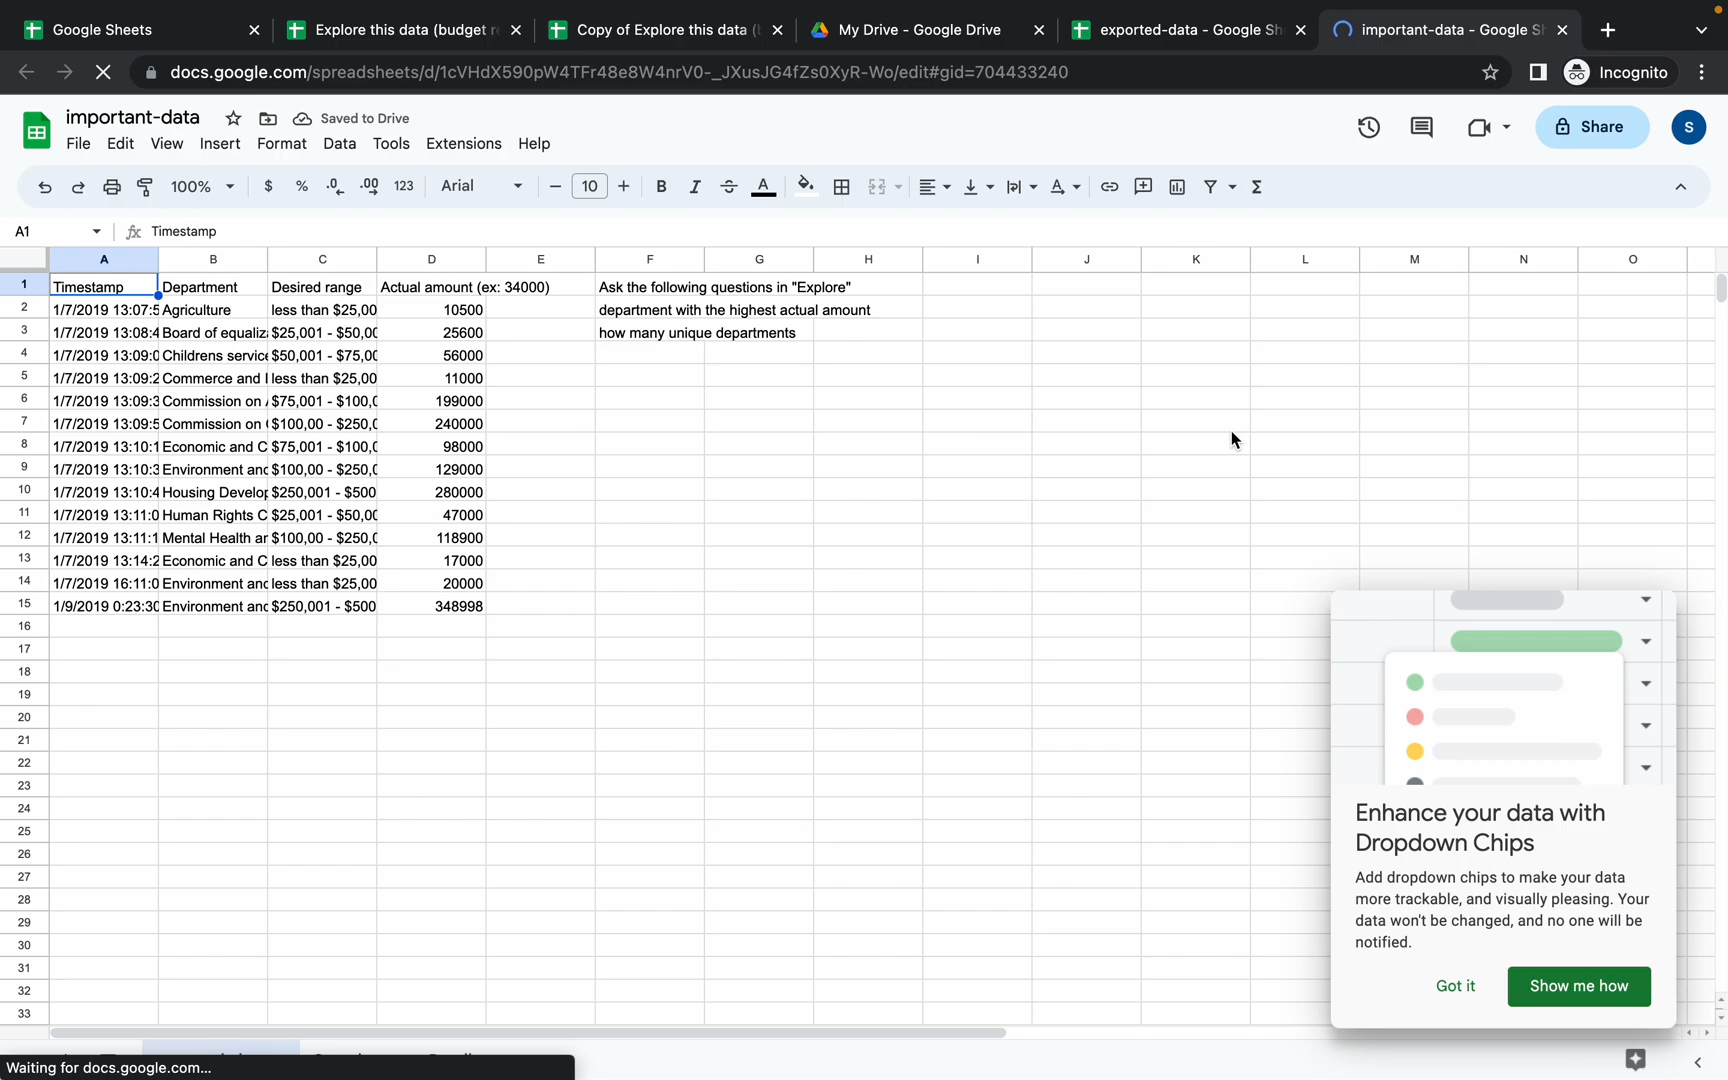 Google Sheets
Explore this data (budget re
Copy of Explore this data (b
My Drive - Google Drive
exported-data - Google Sh
important-data - Google Sh
docs.google.com/spreadsheets/d/1cVHdX590pW4TFr48e8W4nrV0-_JXusJG4fZs0XyR-Wo/edit#gid=704433240
Incognito
important-data
Saved to Drive
File Edit View Insert Format Data Tools Extensions Help
Share
S
100% $ % .0 .00 123 Arial 10 B I A
A1 fx Timestamp
A B C D E F G H I J K L M N O
1 Timestamp Department Desired range Actual amount (ex: 34000) Ask the following questions in "Explore"
2 1/7/2019 13:07:5 Agriculture less than $25,00 10500 department with the highest actual amount
3 1/7/2019 13:08:4 Board of equaliz $25,001 - $50,00 25600 how many unique departments
4 1/7/2019 13:09:0 Childrens service $50,001 - $75,00 56000
5 1/7/2019 13:09:2 Commerce and less than $25,00 11000
6 1/7/2019 13:09:3 Commission on $75,001 - $100,0 199000
7 1/7/2019 13:09:5 Commission on $100,00 - $250,0 240000
8 1/7/2019 13:10:1 Economic and C $75,001 - $100,0 98000
9 1/7/2019 13:10:3 Environment and $100,00 - $250,0 129000
10 1/7/2019 13:10:4 Housing Develop $250,001 - $500 280000
11 1/7/2019 13:11:0 Human Rights C $25,001 - $50,00 47000
12 1/7/2019 13:11:1 Mental Health ar $100,00 - $250,0 118900
13 1/7/2019 13:14:2 Economic and C less than $25,00 17000
14 1/7/2019 16:11:0 Environment and less than $25,00 20000
15 1/9/2019 0:23:30 Environment and $250,001 - $500 348998
16
17
18
19
20
21
22
23
24
25
26
27
28
29
30
31
32
33
Enhance your data with
Dropdown Chips
Add dropdown chips to make your data
more trackable, and visually pleasing. Your
data won't be changed, and no one will be
notified.
Got it Show me how
Waiting for docs.google.com...